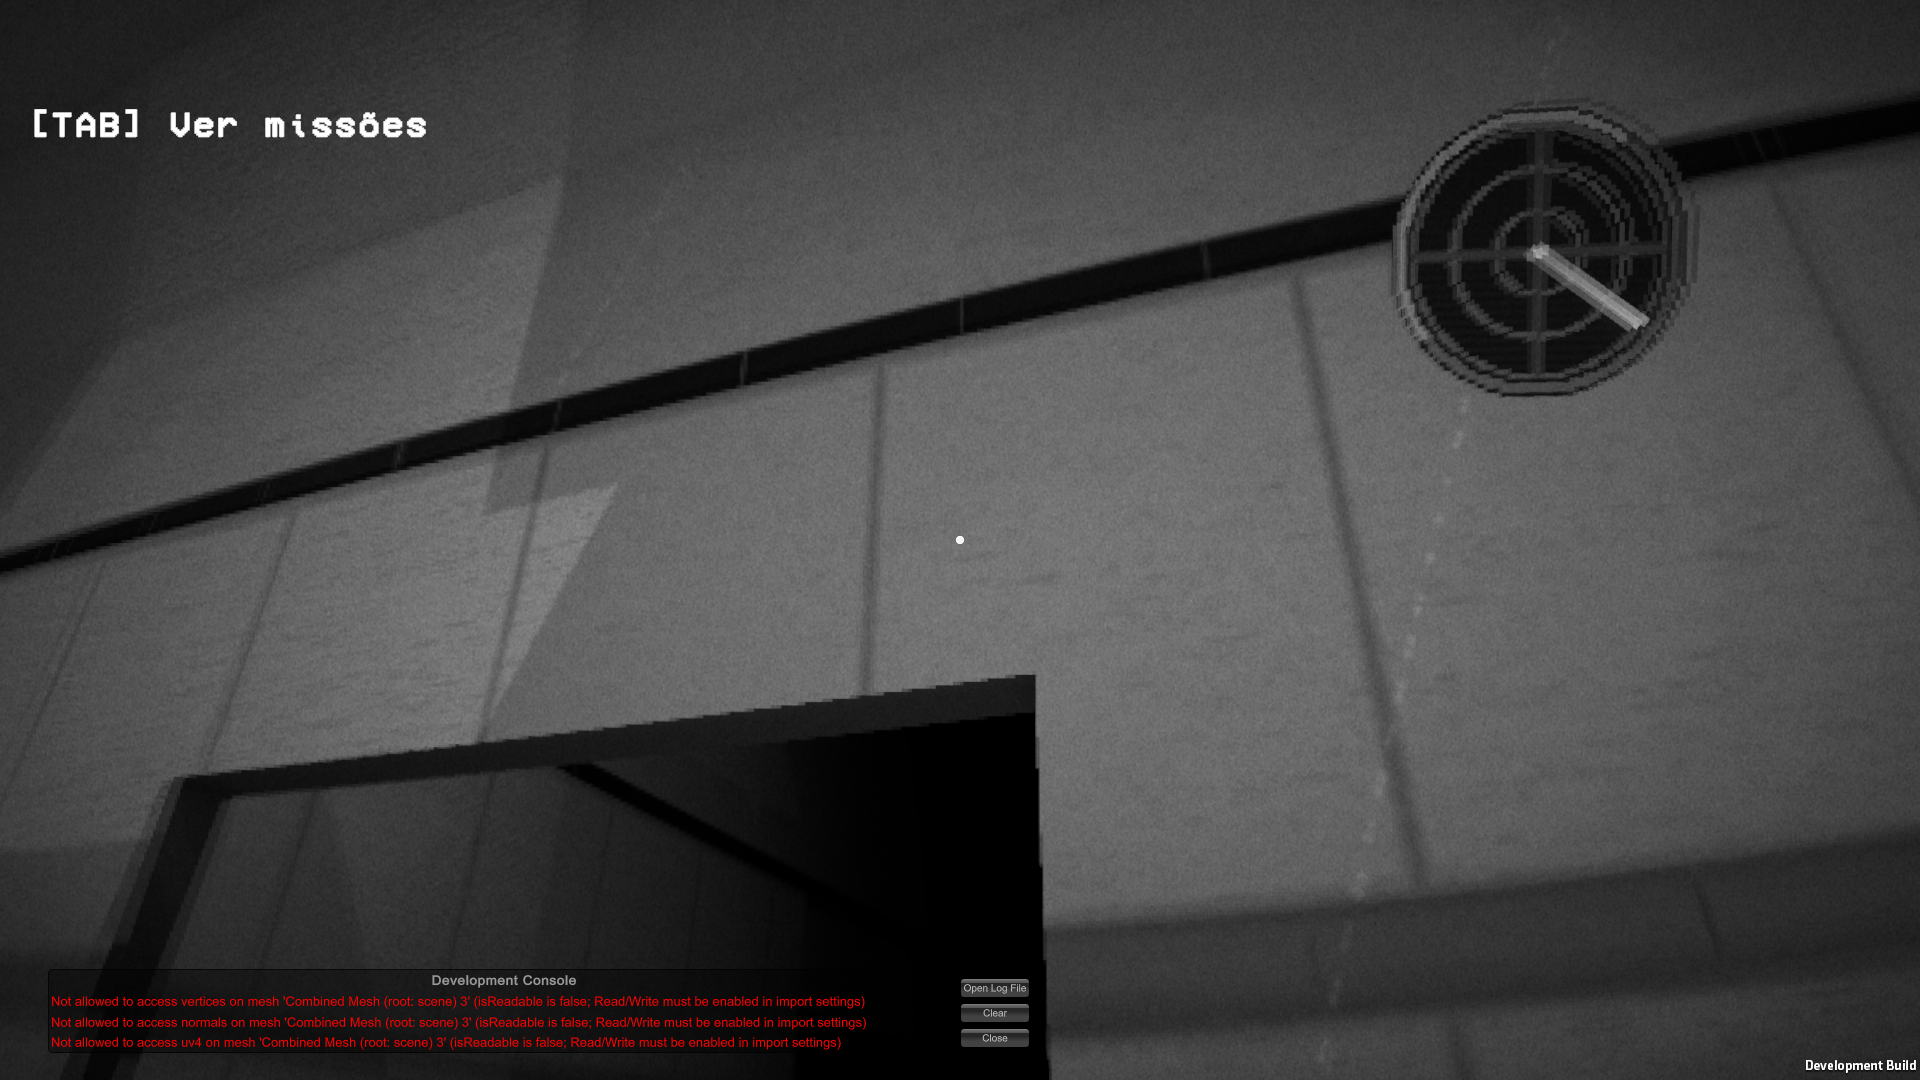 [TAB] Ver missões
Development Console
Not allowed to access vertices on mesh 'Combined Mesh (root: scene) 3' (isReadable is false; Read/Write must be enabled in import settings)
Not allowed to access normals on mesh 'Combined Mesh (root: scene) 3' (isReadable is false; Read/Write must be enabled in import settings)
Not allowed to access uv4 on mesh 'Combined Mesh (root: scene) 3' (isReadable is false; Read/Write must be enabled in import settings)
Open Log File
Clear
Close
Development Build